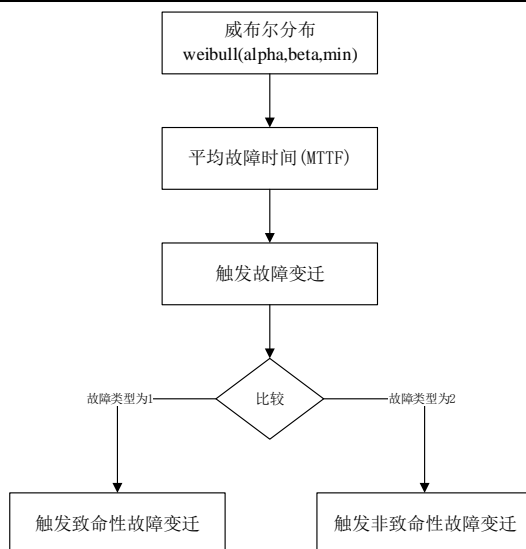 威布尔分布
weibull(alpha,beta,min)
平均故障时间(MTTF)
触发故障变迁
比较
故障类型为1
故障类型为2
触发致命性故障变迁
触发非致命性故障变迁